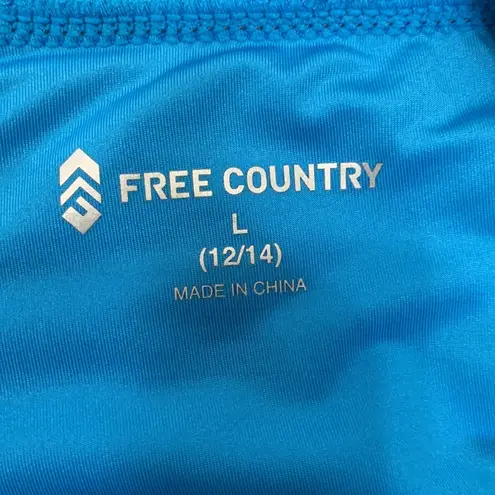 FREE COUNTRY
L
(12/14)
MADE IN CHINA